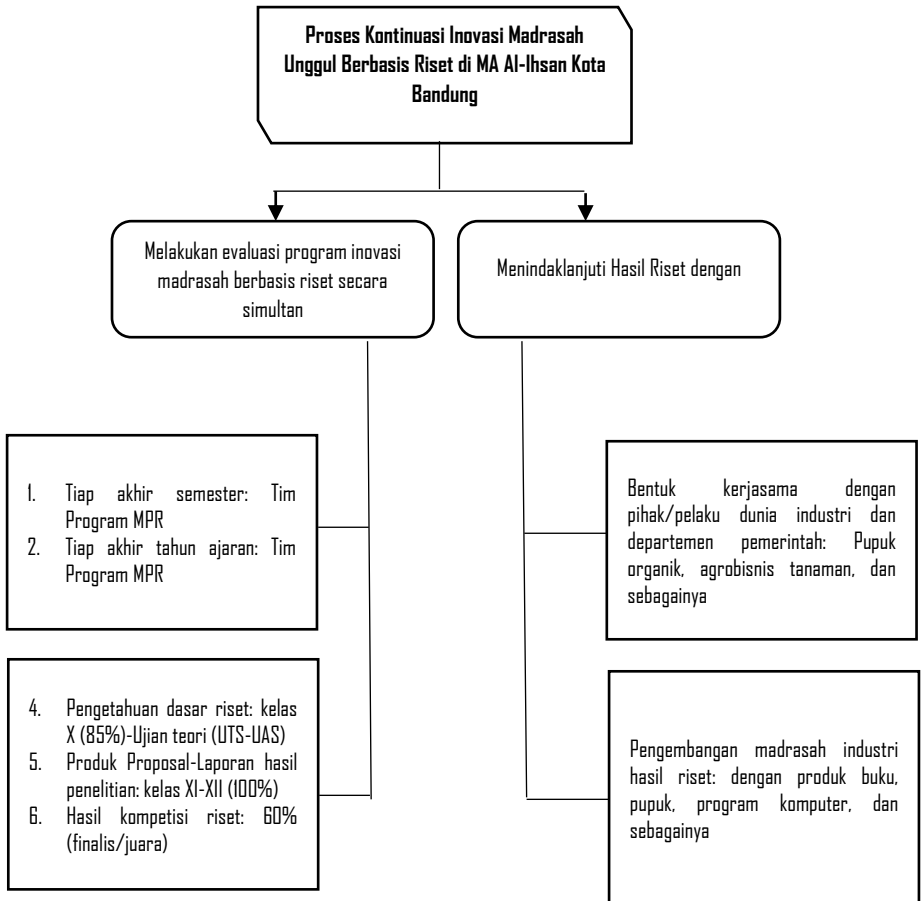 Proses Kontinuasi Inovasi Madrasah
Unggul Berbasis Riset di MA Al-Ihsan Kota
Bandung
Melakukan evaluasi program inovasi
madrasah berbasis riset secara
simultan
Menindaklanjuti Hasil Riset dengan
1. Tiap akhir semester: Tim
Program MPR
2. Tiap akhir tahun ajaran: Tim
Program MPR
Bentuk kerjasama dengan
pihak/pelaku dunia industri dan
departemen pemerintah: Pupuk
organik, agrobisnis tanaman, dan
sebagainya
4. Pengetahuan dasar riset: kelas
X (85%)-Ujian teori (UTS-UAS)
5. Produk Proposal-Laporan hasil
penelitian: kelas XI-XII (100%)
6. Hasil kompetisi riset: 60%
(finalis/juara)
Pengembangan madrasah industri
hasil riset: dengan produk buku,
pupuk, program komputer, dan
sebagainya